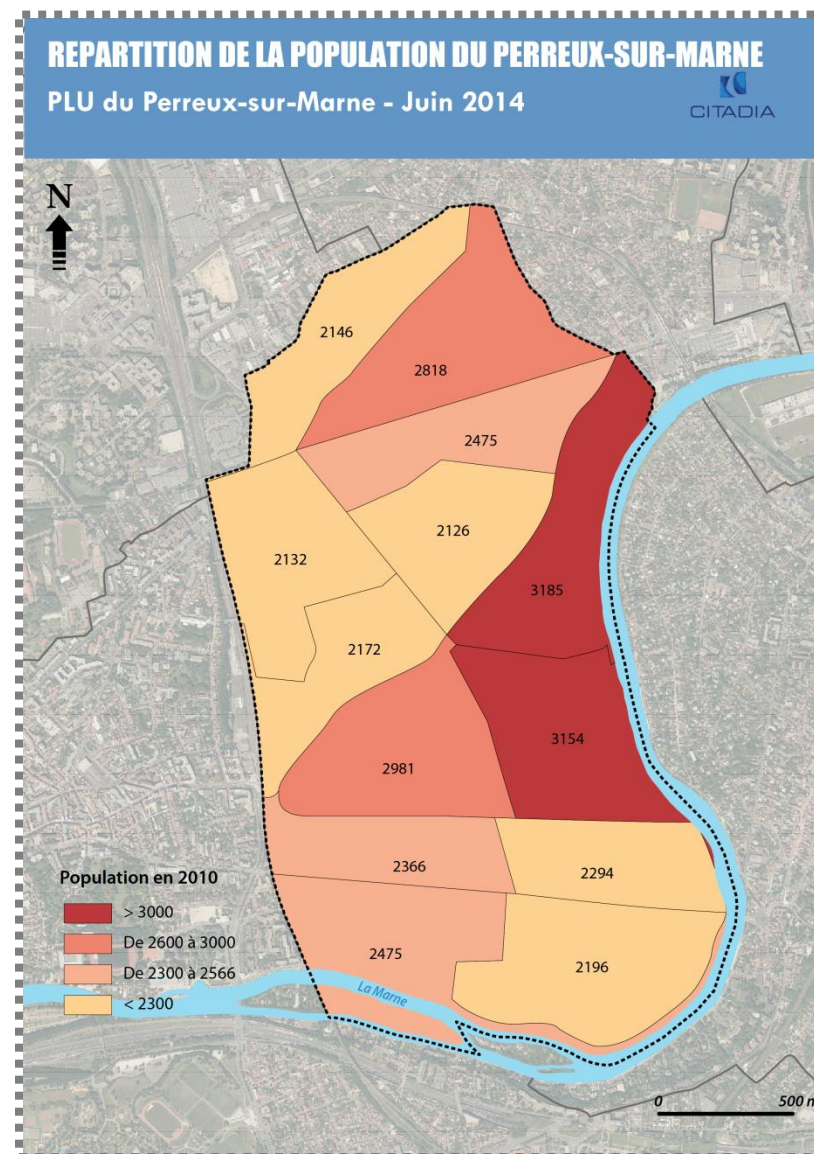 REPARTITION DE LA POPULATION DU PERREUX-SUR-MARNE
PLU du Perreux-sur-Marne - Juin 2014
CITADIA
N
2146
2818
2475
2126
2132
3185
2172
3154
2981
2366
2294
2475
2196
La Marne
Population en 2010
> 3000
De 2600 à 3000
De 2300 à 2566
< 2300
0 500 m